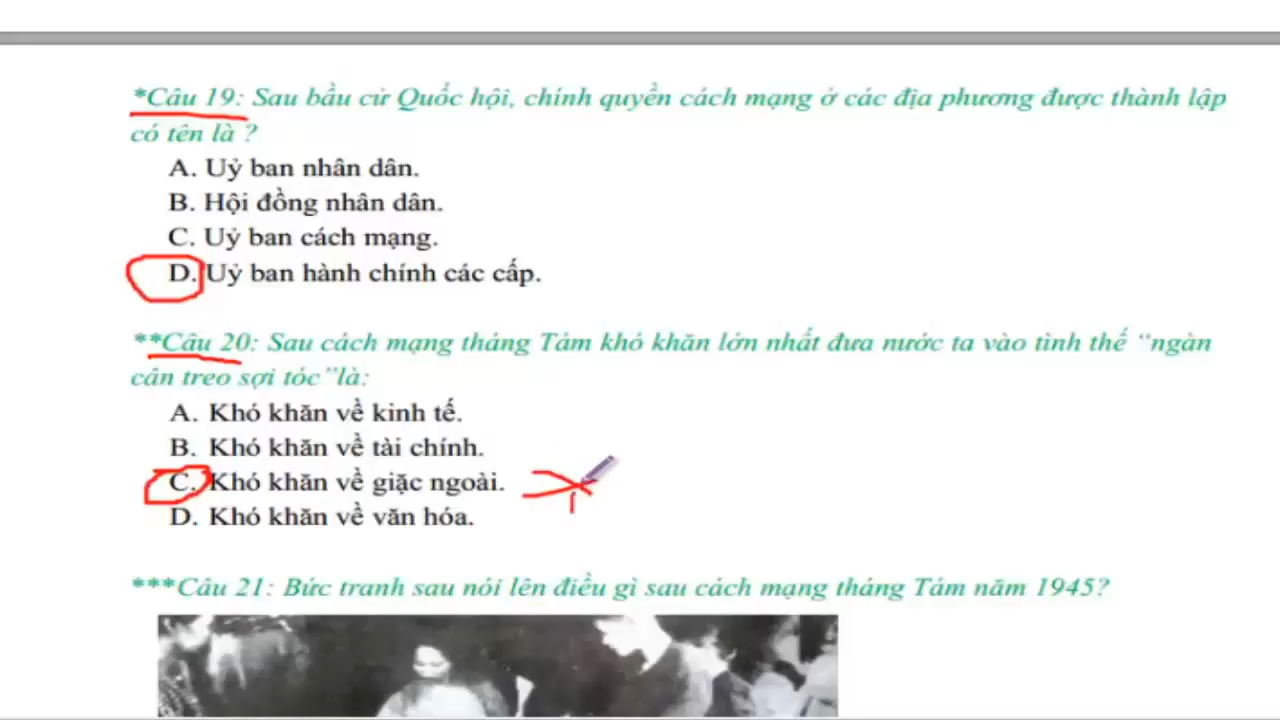 *Câu 19: Sau bầu cử Quốc hội, chính quyền cách mạng ở các địa phương được thành lập
có tên là ?
A. Uỷ ban nhân dân.
B. Hội đồng nhân dân.
C. Uỷ ban cách mạng.
D. Uỷ ban hành chính các cấp.
**Câu 20: Sau cách mạng tháng Tám khó khăn lớn nhất đưa nước ta vào tình thế “ngàn
cân treo sợi tóc”là:
A. Khó khăn về kinh tế.
B. Khó khăn về tài chính.
C. Khó khăn về giặc ngoài.
D. Khó khăn về văn hóa.
***Câu 21: Bức tranh sau nói lên điều gì sau cách mạng tháng Tám năm 1945?